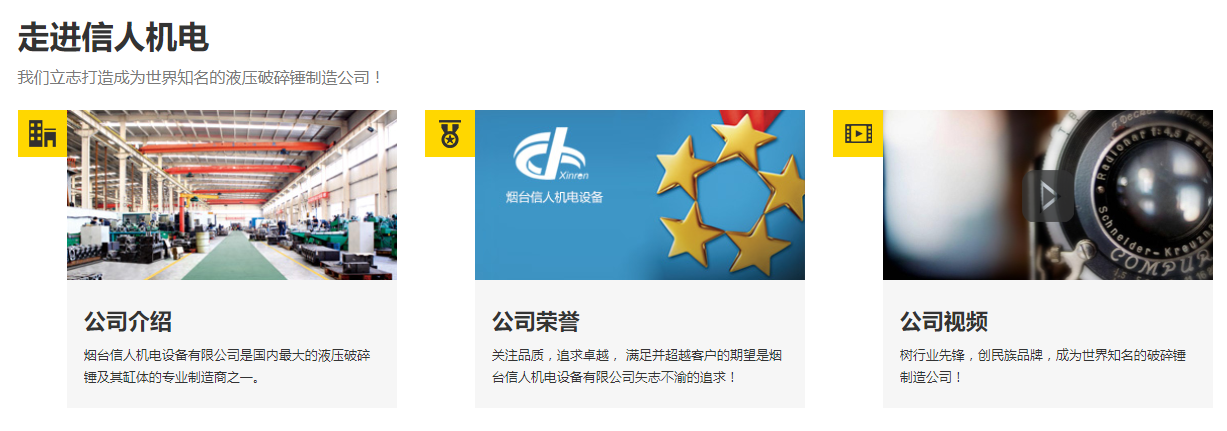 走进信人机电
我们立志打造成为世界知名的液压破碎锤制造公司！
Xinren
烟台信人机电设备
Radionar f:4,5 F=
Schneider-Kreuzna
COMPUR
公司介绍
烟台信人机电设备有限公司是国内最大的液压破碎
锤及其缸体的专业制造商之一。
公司荣誉
关注品质，追求卓越， 满足并超越客户的期望是烟
台信人机电设备有限公司矢志不渝的追求！
公司视频
树行业先锋，创民族品牌，成为世界知名的破碎锤
制造公司！